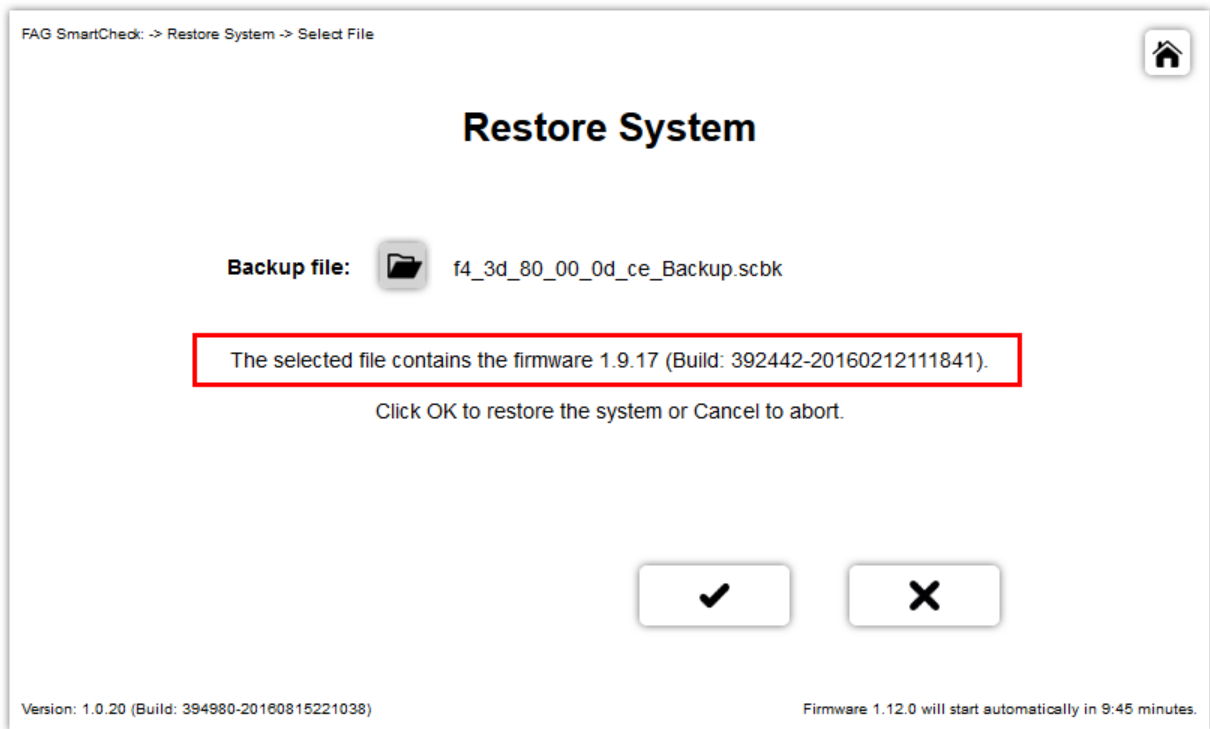 FAG SmartCheck: -> Restore System -> Select File
Restore System
Backup file: f4_3d_80_00_0d_ce_Backup.scbk
The selected file contains the firmware 1.9.17 (Build: 392442-20160212111841).
Click OK to restore the system or Cancel to abort.
Version: 1.0.20 (Build: 394980-20160815221038) Firmware 1.12.0 will start automatically in 9:45 minutes.